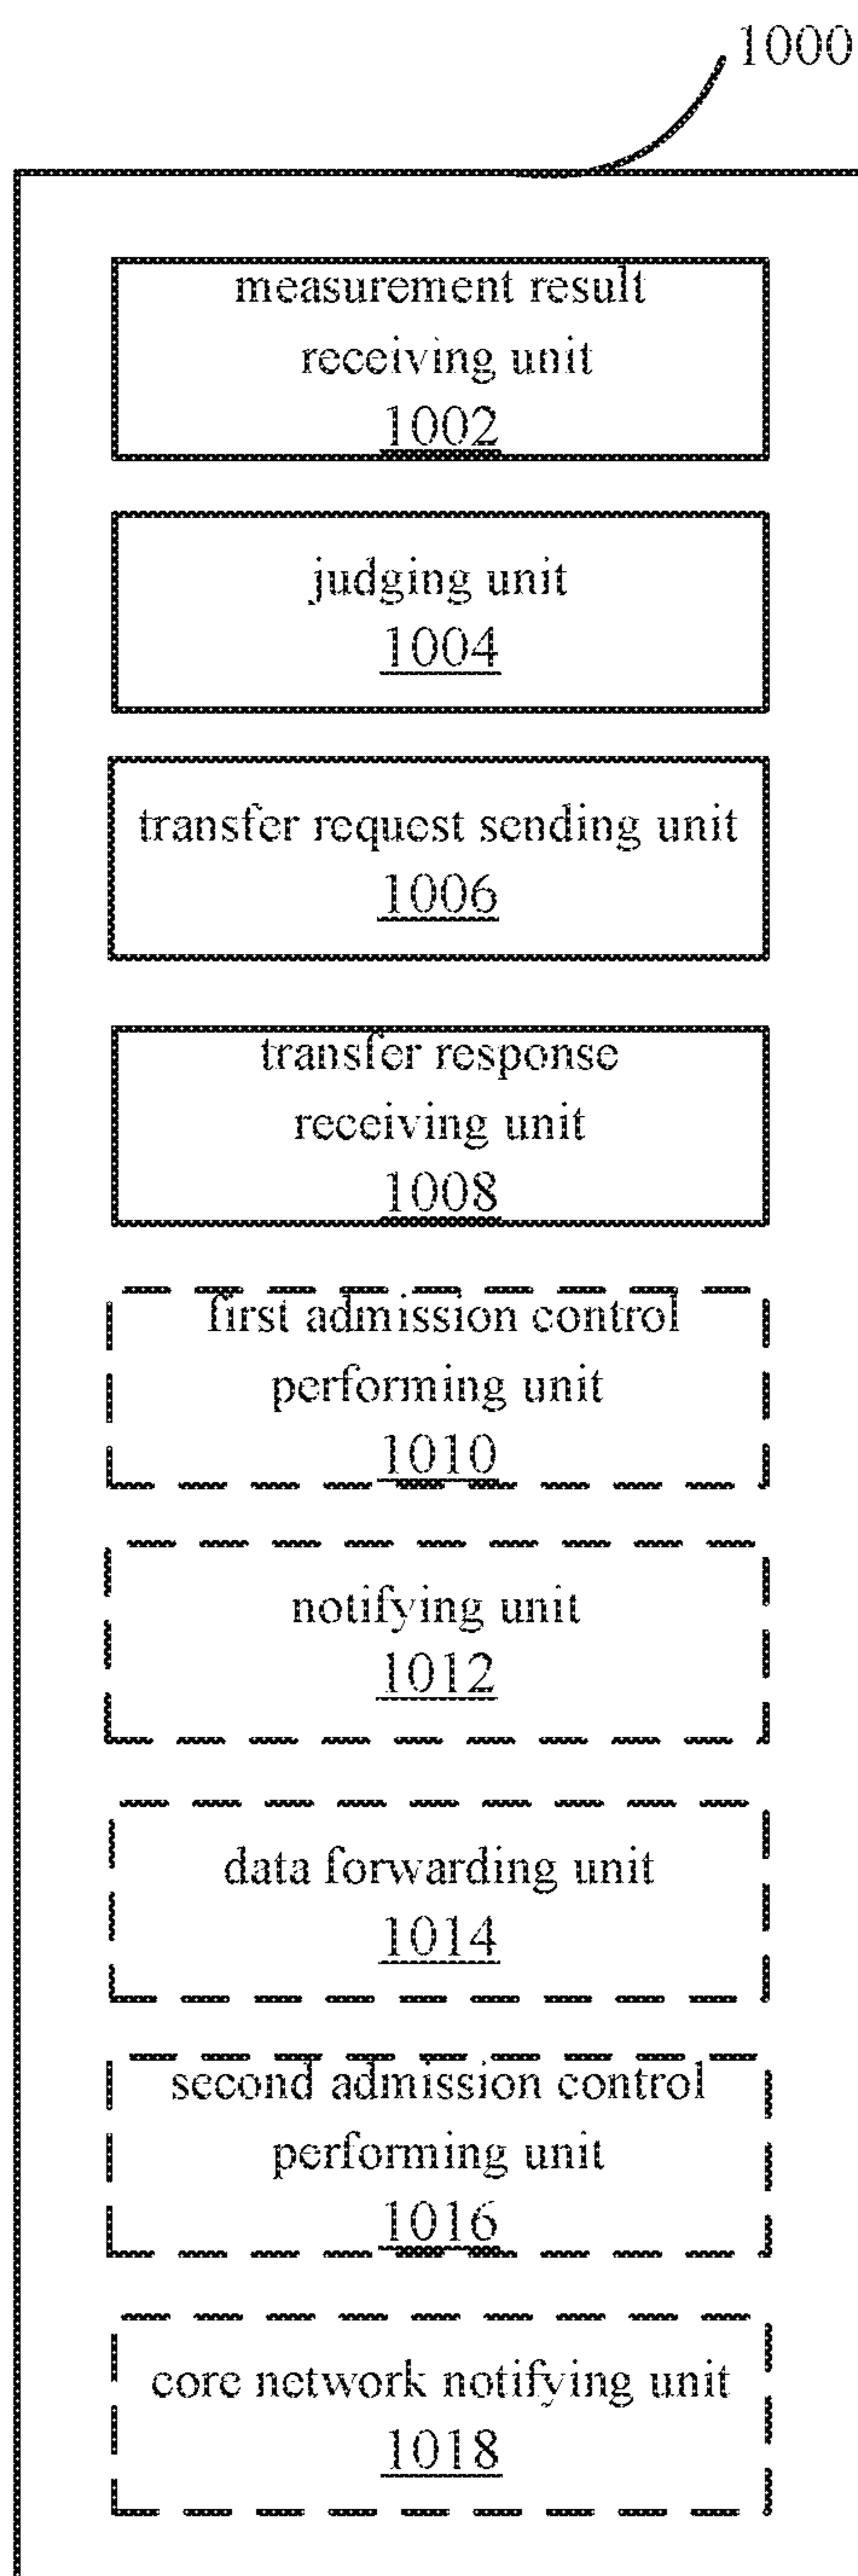 1000
measurement result
receiving unit
1002
judging unit
1004
transfer request sending unit
1006
transfer response
receiving unit
1008
first admission control
performing unit
1010
notifying unit
1012
data forwarding unit
1014
second admission control
performing unit
1016
core network notifying unit
1018